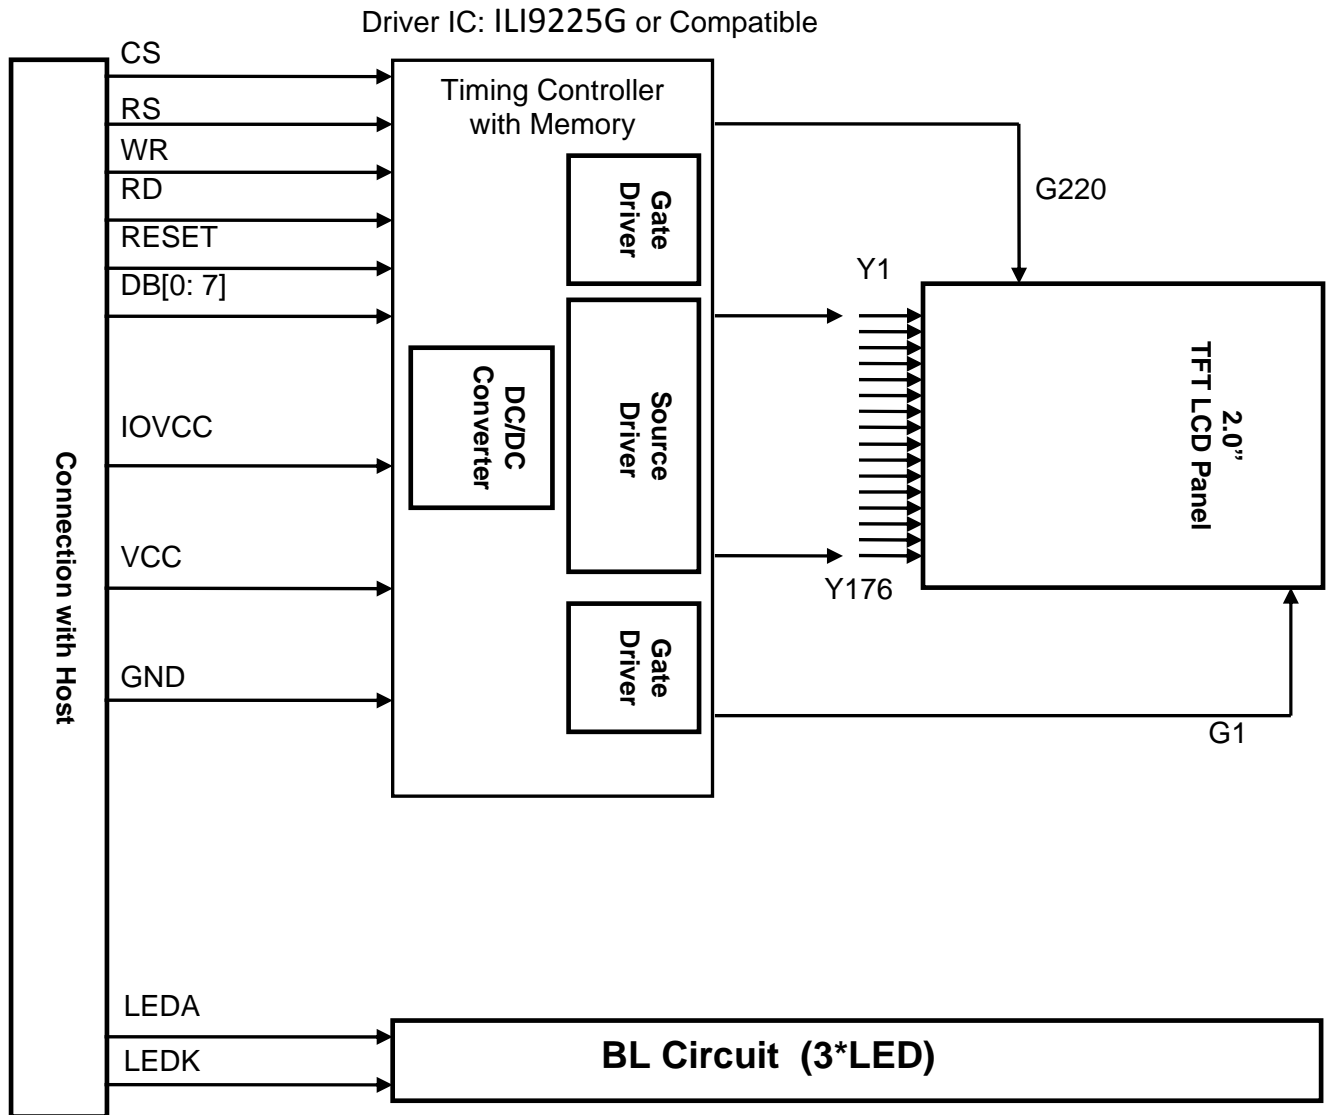 Driver IC: ILI9225G or Compatible
CS
RS
WR
RD
RESET
DB[0: 7]
IOVCC
VCC
GND
Connection with Host
Timing Controller
with Memory
Gate
Driver
DC/DC
Converter
Source
Driver
Gate
Driver
G220
Y1
Y176
2.0”
TFT LCD Panel
G1
LEDA
LEDK
BL Circuit (3*LED)